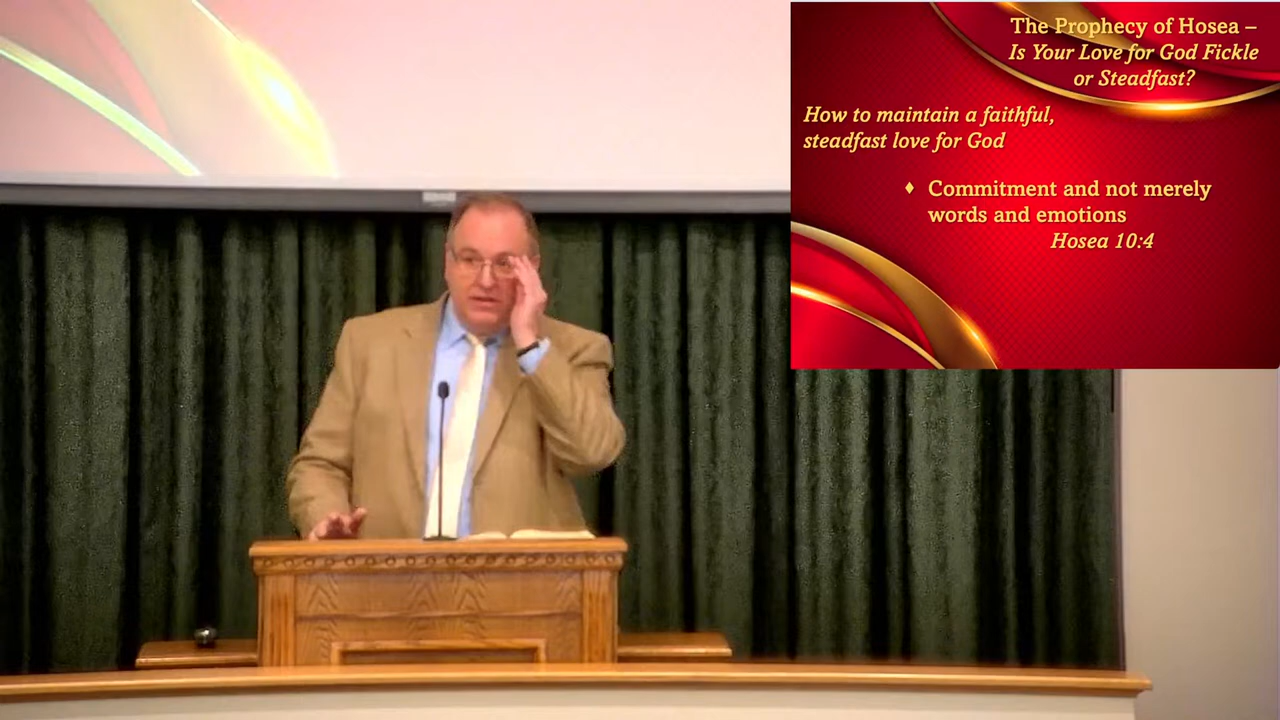 The Prophecy of Hosea –
Is Your Love for God Fickle
or Steadfast?
How to maintain a faithful,
steadfast love for God
♦ Commitment and not merely
words and emotions
Hosea 10:4